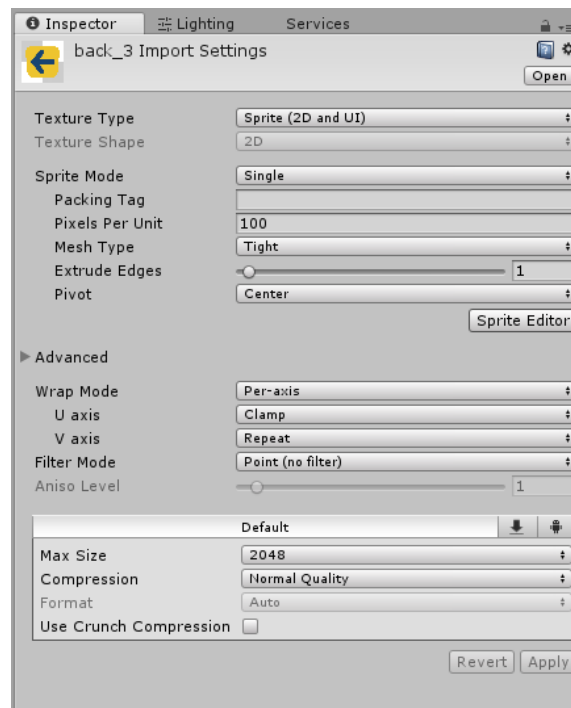 Inspector Lighting Services
back_3 Import Settings
Open
Texture Type Sprite (2D and UI)
Texture Shape 2D
Sprite Mode Single
Packing Tag
Pixels Per Unit 100
Mesh Type Tight
Extrude Edges 1
Pivot Center
Sprite Editor
Advanced
Wrap Mode Per-axis
U axis Clamp
V axis Repeat
Filter Mode Point (no filter)
Aniso Level 1
Default
Max Size 2048
Compression Normal Quality
Format Auto
Use Crunch Compression
Revert Apply